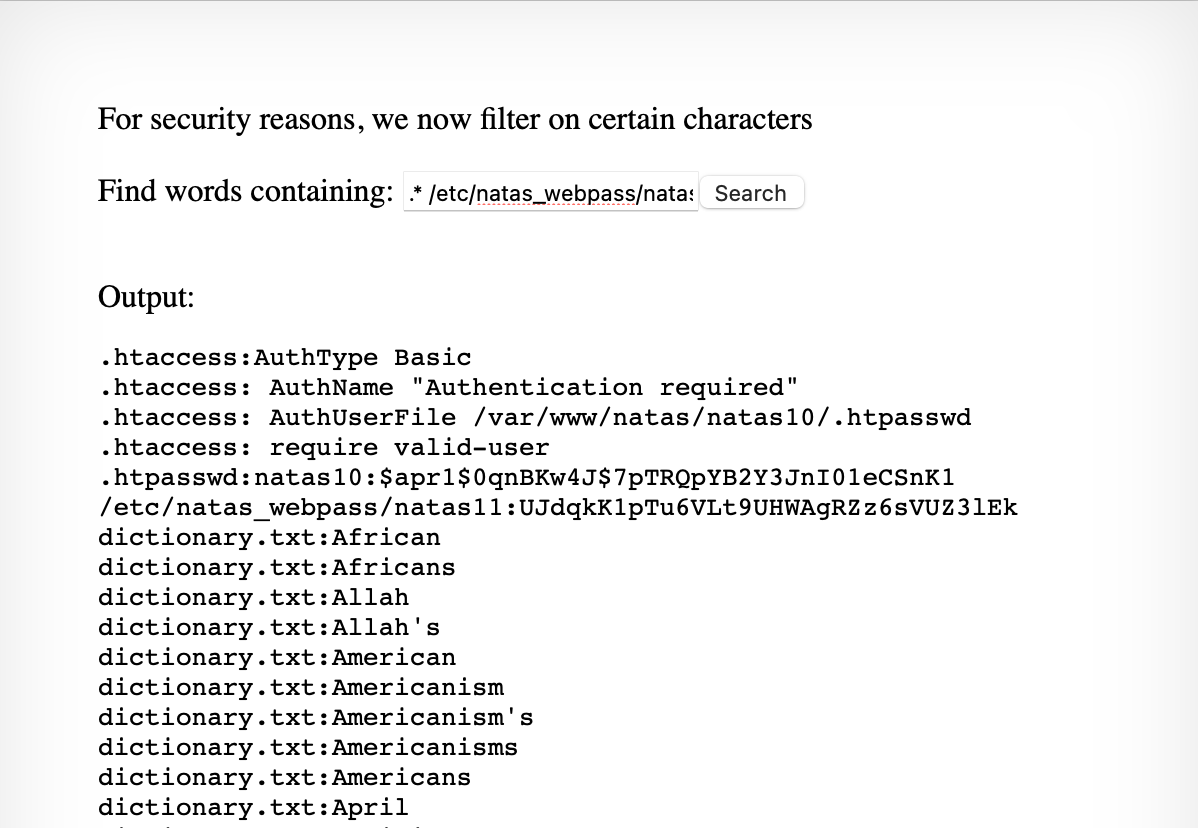 For security reasons, we now filter on certain characters
Find words containing: .* /etc/natas_webpass/natas Search
Output:
.htaccess:AuthType Basic
.htaccess: AuthName "Authentication required"
.htaccess: AuthUserFile /var/www/natas/natas10/.htpasswd
.htaccess: require valid-user
.htpasswd:natas10:$apr1$0qnBKw4J$7pTRQpYB2Y3JnI01eCSnK1
/etc/natas_webpass/natas11:UJdqkK1pTu6VLt9UHWAgRZz6sVUZ3lEk
dictionary.txt:African
dictionary.txt:Africans
dictionary.txt:Allah
dictionary.txt:Allah's
dictionary.txt:American
dictionary.txt:Americanism
dictionary.txt:Americanism's
dictionary.txt:Americanisms
dictionary.txt:Americans
dictionary.txt:April